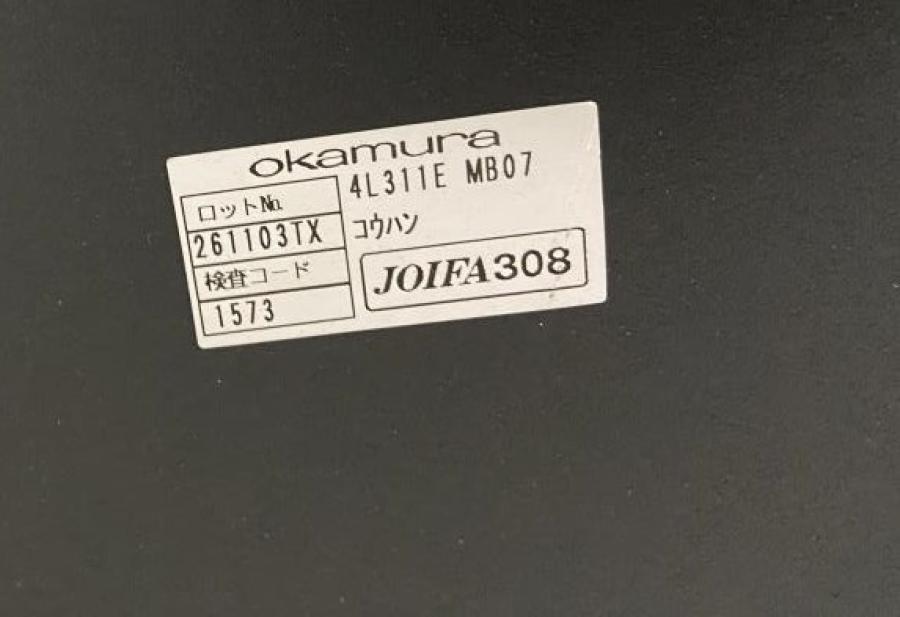 okamura
4L311E MB07
ロットNo.
261103TX
コウハン
検査コード
1573
JOIFA308